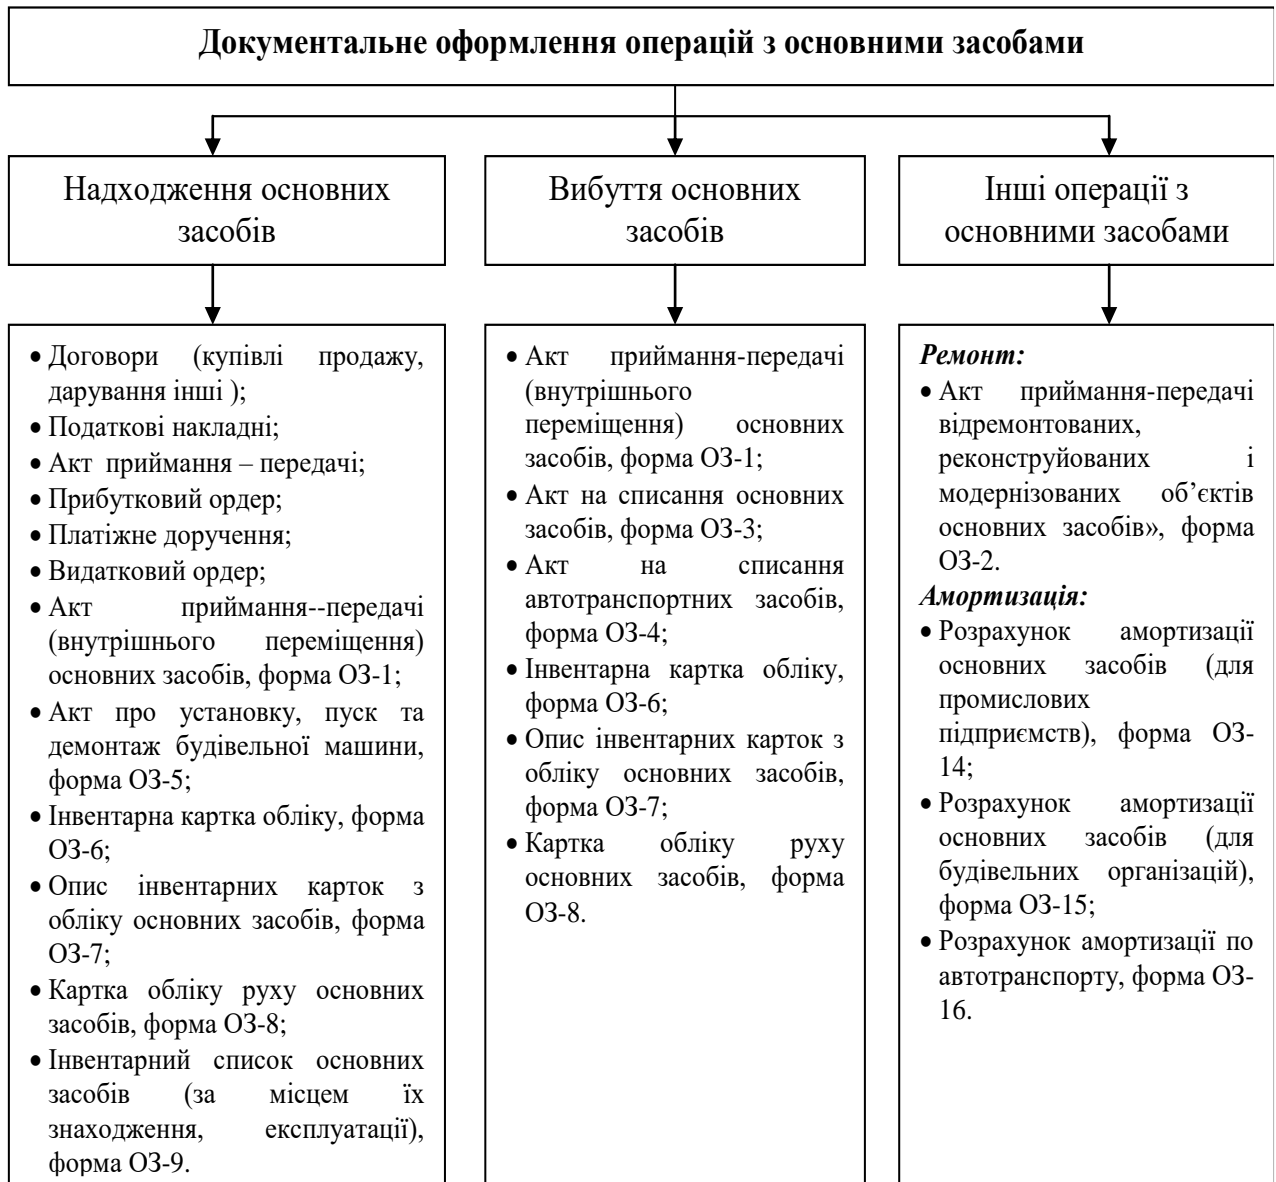 Документальне оформлення операцій з основними засобами
Надходження основних
засобів
Вибуття основних
засобів
Інші операції з
основними засобами
• Договори (купівлі продажу,
дарування інші );
• Податкові накладні;
• Акт приймання – передачі;
• Прибутковий ордер;
• Платіжне доручення;
• Видатковий ордер;
• Акт приймання--передачі
(внутрішнього переміщення)
основних засобів, форма ОЗ-1;
• Акт про установку, пуск та
демонтаж будівельної машини,
форма ОЗ-5;
• Інвентарна картка обліку, форма
ОЗ-6;
• Опис інвентарних карток з
обліку основних засобів, форма
ОЗ-7;
• Картка обліку руху основних
засобів, форма ОЗ-8;
• Інвентарний список основних
засобів (за місцем їх
знаходження, експлуатації),
форма ОЗ-9.
• Акт приймання-передачі
(внутрішнього
переміщення) основних
засобів, форма ОЗ-1;
• Акт на списання основних
засобів, форма ОЗ-3;
• Акт на списання
автотранспортних засобів,
форма ОЗ-4;
• Інвентарна картка обліку,
форма ОЗ-6;
• Опис інвентарних карток з
обліку основних засобів,
форма ОЗ-7;
• Картка обліку руху
основних засобів, форма
ОЗ-8.
Ремонт:
• Акт приймання-передачі
відремонтованих,
реконструйованих і
модернізованих об’єктів
основних засобів», форма
ОЗ-2.
Амортизація:
• Розрахунок амортизації
основних засобів (для
промислових
підприємств), форма ОЗ-
14;
• Розрахунок амортизації
основних засобів (для
будівельних організацій),
форма ОЗ-15;
• Розрахунок амортизації по
автотранспорту, форма ОЗ-
16.